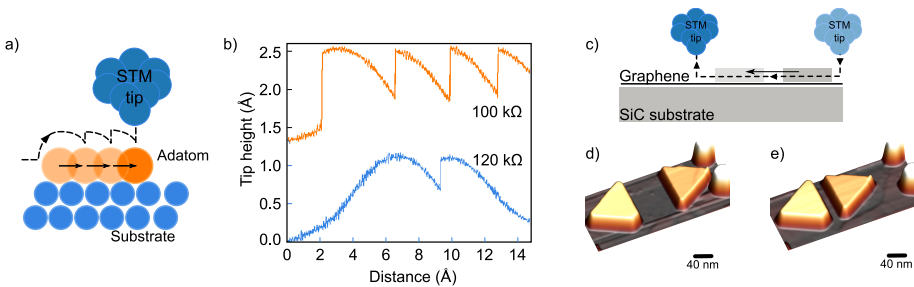 a)
STM
tip
Adatom
Substrate
b)
Tip height (Å)
2.5
2.0
1.5
1.0
0.5
0.0
100 kΩ
120 kΩ
0 2 4 6 8 10 12 14
Distance (Å)
c)
STM
tip
STM
tip
Graphene
SiC substrate
d)
40 nm
e)
40 nm